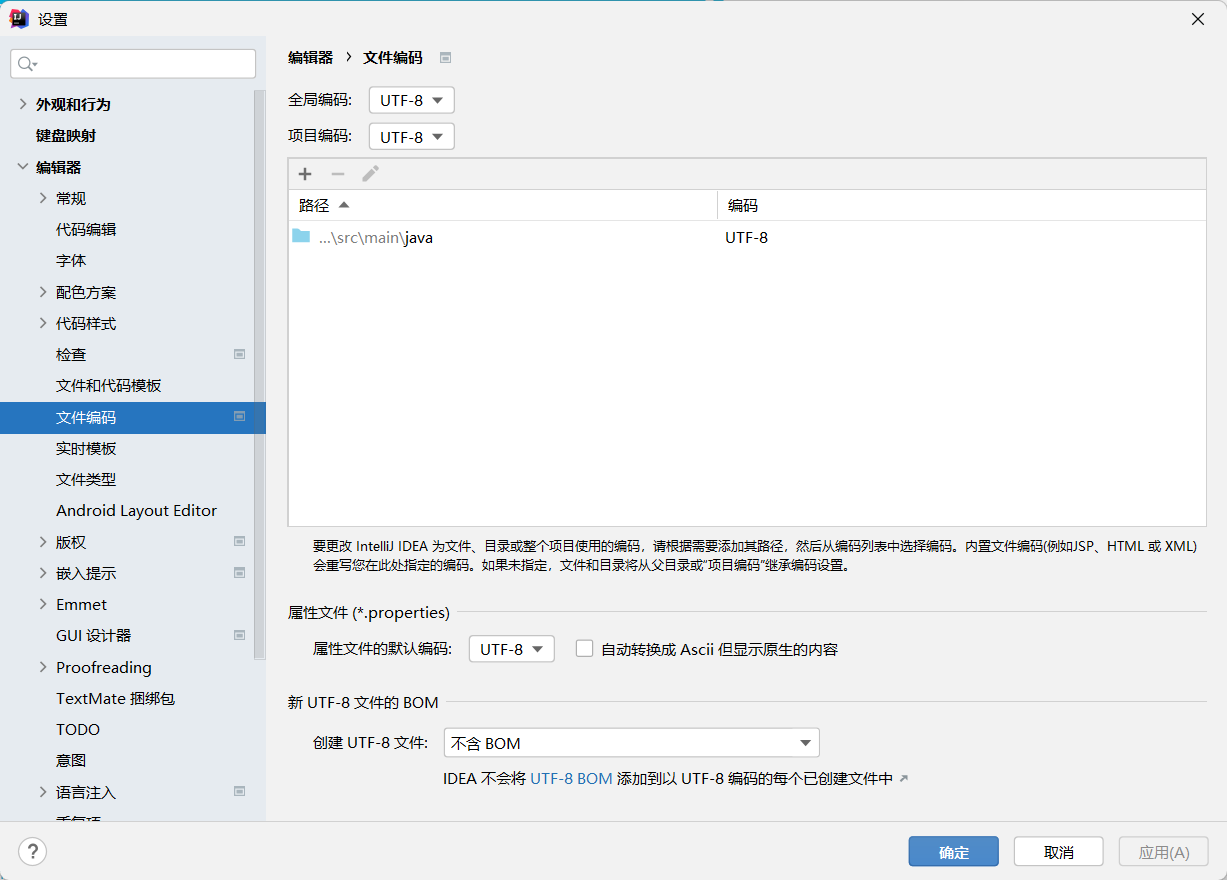 设置
编辑器 › 文件编码
全局编码: UTF-8
项目编码: UTF-8
路径 编码
...\src\main\java UTF-8
要更改 IntelliJ IDEA 为文件、目录或整个项目使用的编码，请根据需要添加其路径，然后从编码列表中选择编码。内置文件编码(例如JSP、HTML 或 XML)
会重写您在此处指定的编码。如果未指定，文件和目录将从父目录或“项目编码”继承编码设置。
属性文件 (*.properties)
属性文件的默认编码: UTF-8 自动转换成 Ascii 但显示原生的内容
新 UTF-8 文件的 BOM
创建 UTF-8 文件: 不含 BOM
IDEA 不会将 UTF-8 BOM 添加到以 UTF-8 编码的每个已创建文件中 ↗
外观和行为
键盘映射
编辑器
常规
代码编辑
字体
配色方案
代码样式
检查
文件和代码模板
文件编码
实时模板
文件类型
Android Layout Editor
版权
嵌入提示
Emmet
GUI 设计器
Proofreading
TextMate 捆绑包
TODO
意图
语言注入
重复项
?
确定 取消 应用(A)